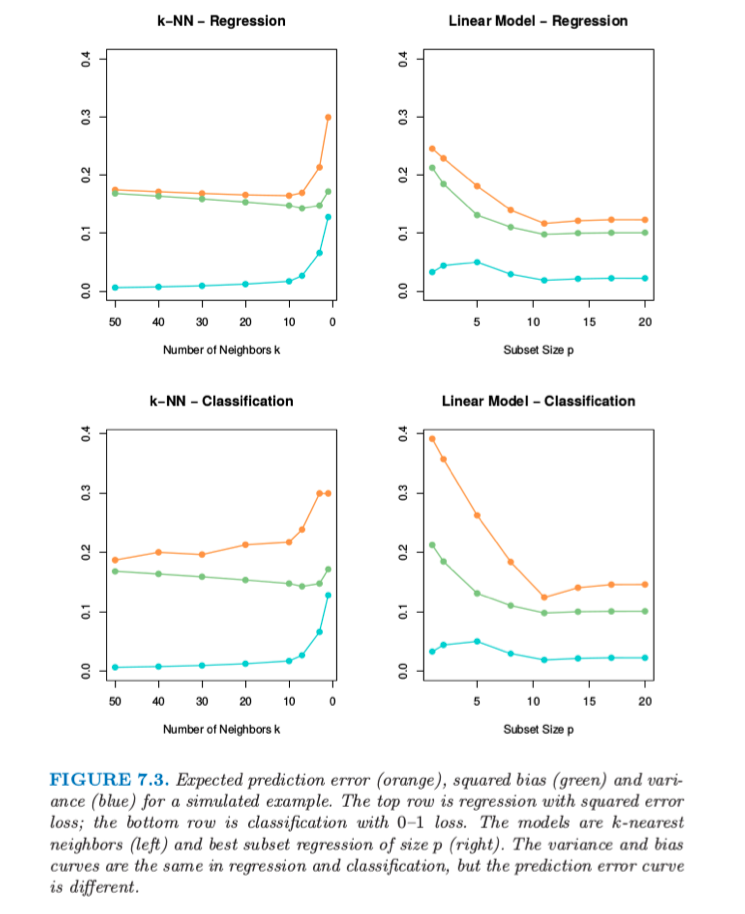 k–NN – Regression
0.4
0.3
0.2
0.1
0.0
50 40 30 20 10 0
Number of Neighbors k
Linear Model – Regression
0.4
0.3
0.2
0.1
0.0
5 10 15 20
Subset Size p
k–NN – Classification
0.4
0.3
0.2
0.1
0.0
50 40 30 20 10 0
Number of Neighbors k
Linear Model – Classification
0.4
0.3
0.2
0.1
0.0
5 10 15 20
Subset Size p
FIGURE 7.3. Expected prediction error (orange), squared bias (green) and vari-
ance (blue) for a simulated example. The top row is regression with squared error
loss; the bottom row is classification with 0–1 loss. The models are k-nearest
neighbors (left) and best subset regression of size p (right). The variance and bias
curves are the same in regression and classification, but the prediction error curve
is different.